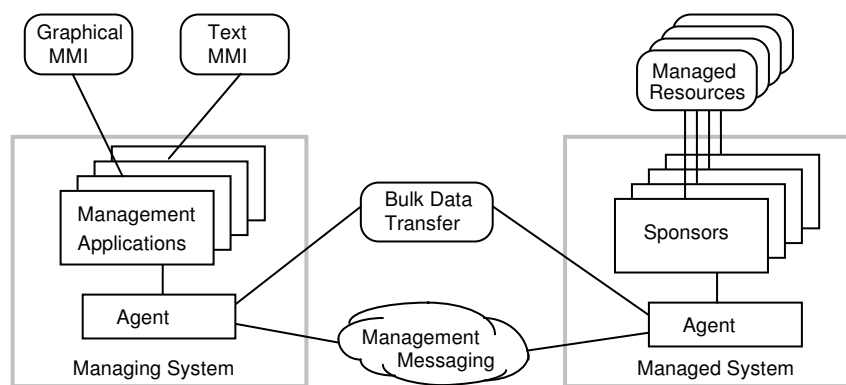 Graphical
MMI
Text
MMI
Managed
Resources
Management
Applications
Bulk Data
Transfer
Sponsors
Agent
Management
Messaging
Agent
Managing System
Managed System